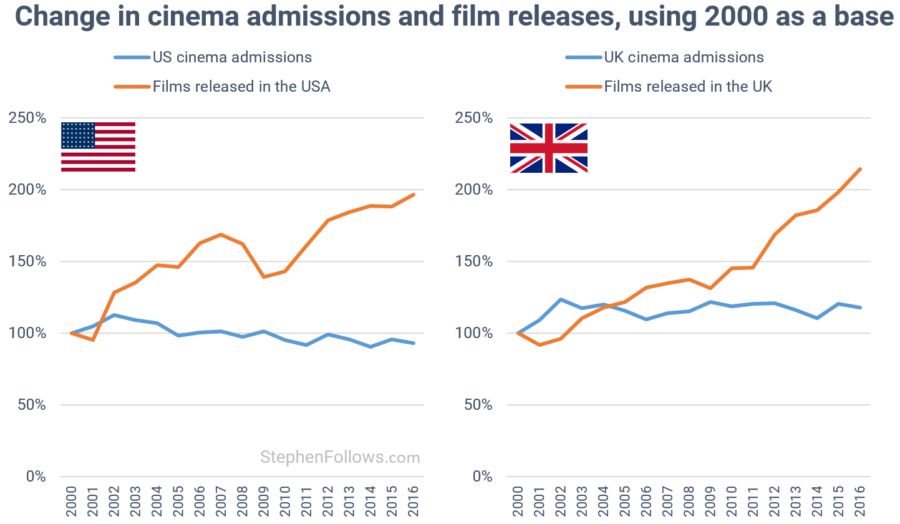 Change in cinema admissions and film releases, using 2000 as a base
US cinema admissions
Films released in the USA
250%
200%
150%
100%
50%
0%
StephenFollows.com
2000 2001 2002 2003 2004 2005 2006 2007 2008 2009 2010 2011 2012 2013 2014 2015 2016
UK cinema admissions
Films released in the UK
250%
200%
150%
100%
50%
0%
2000 2001 2002 2003 2004 2005 2006 2007 2008 2009 2010 2011 2012 2013 2014 2015 2016